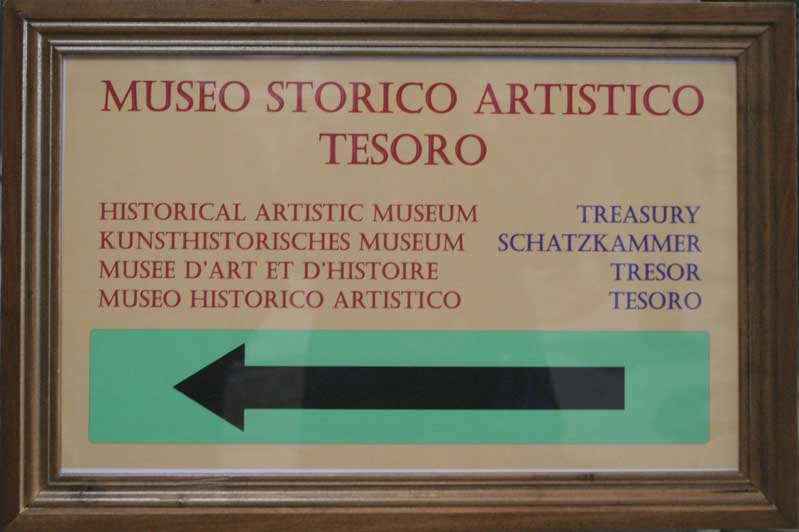 MUSEO STORICO ARTISTICO
TESORO
HISTORICAL ARTISTIC MUSEUM TREASURY
KUNSTHISTORISCHES MUSEUM SCHATZKAMMER
MUSEE D'ART ET D'HISTOIRE TRESOR
MUSEO HISTORICO ARTISTICO TESORO